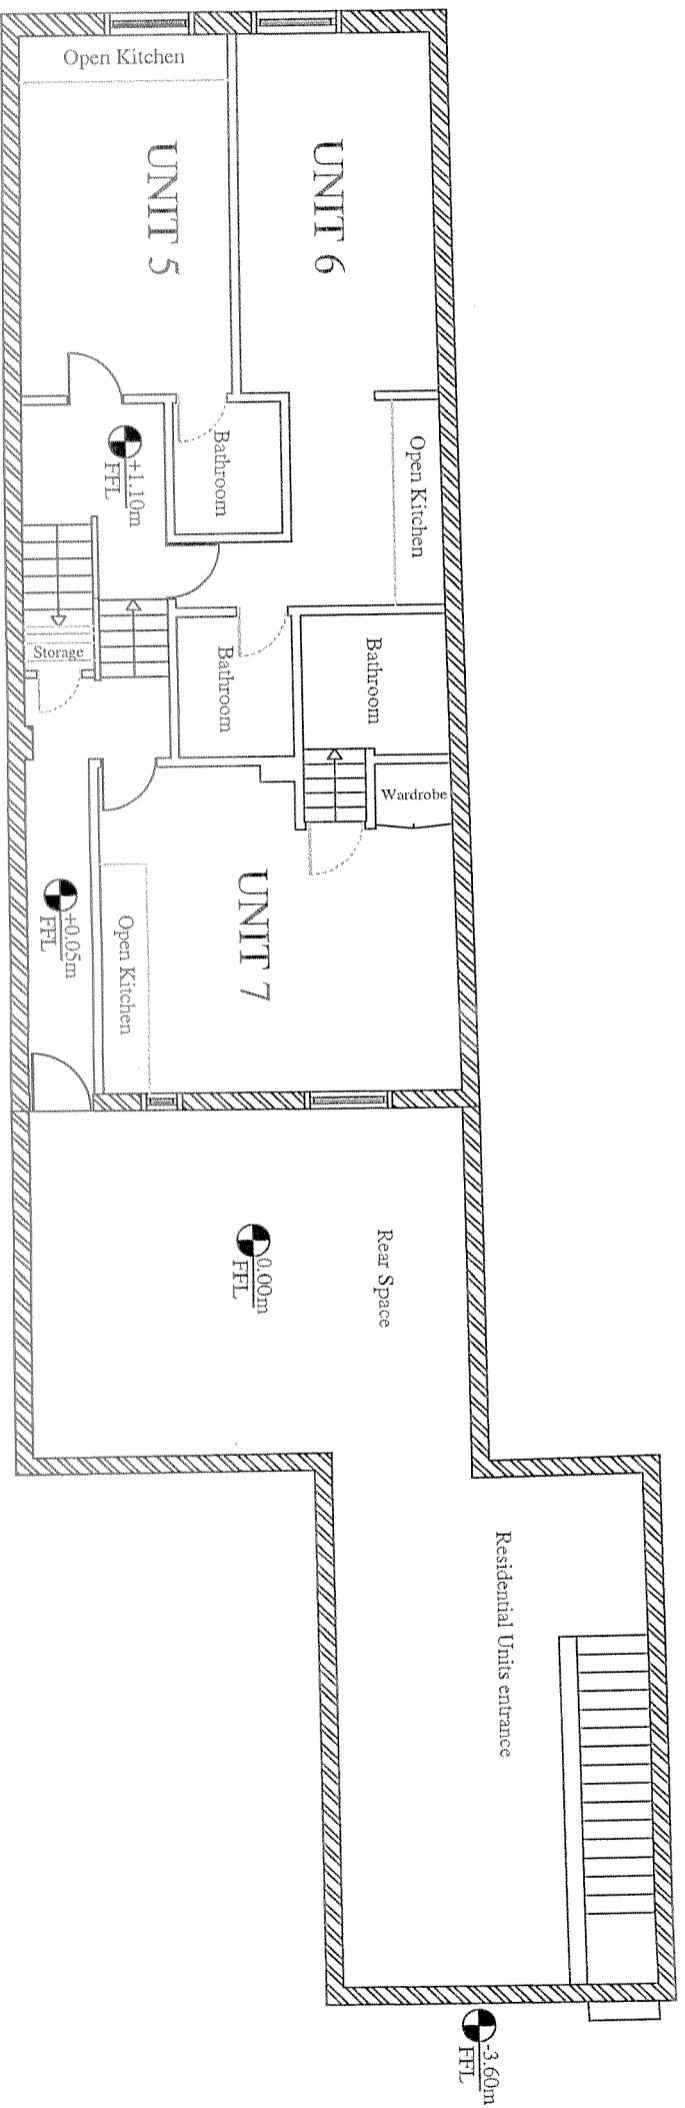 Open Kitchen
UNIT 5
UNIT 6
Open Kitchen
Bathroom
+1.10m
FFL
Storage
Bathroom
Bathroom
Wardrobe
UNIT 7
Open Kitchen
+0.05m
FFL
Rear Space
0.00m
FFL
Residential Units entrance
-3.60m
FFL